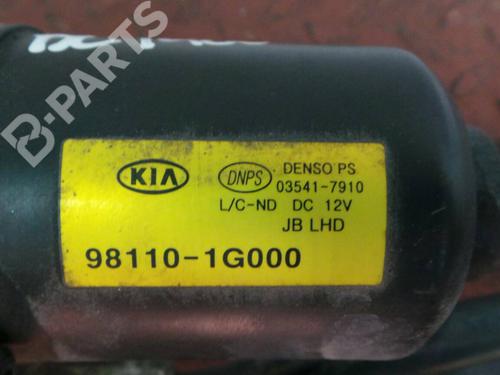 B-PARTS
KIA
DNPS
DENSO PS
03541-7910
L/C-ND DC 12V
JB LHD
98110-1G000